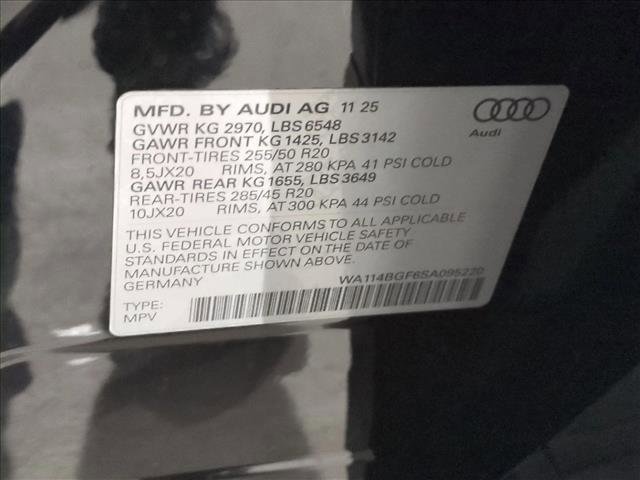 MFD. BY AUDI AG 11 25
GVWR KG 2970, LBS 6548
GAWR FRONT KG 1425, LBS 3142
FRONT-TIRES 255/50 R20
8,5JX20 RIMS, AT 280 KPA 41 PSI COLD
GAWR REAR KG 1655, LBS 3649
REAR-TIRES 285/45 R20
10JX20 RIMS, AT 300 KPA 44 PSI COLD
THIS VEHICLE CONFORMS TO ALL APPLICABLE
U.S. FEDERAL MOTOR VEHICLE SAFETY
STANDARDS IN EFFECT ON THE DATE OF
MANUFACTURE SHOWN ABOVE.
GERMANY
WA114BGF6SA095220
TYPE:
MPV
Audi